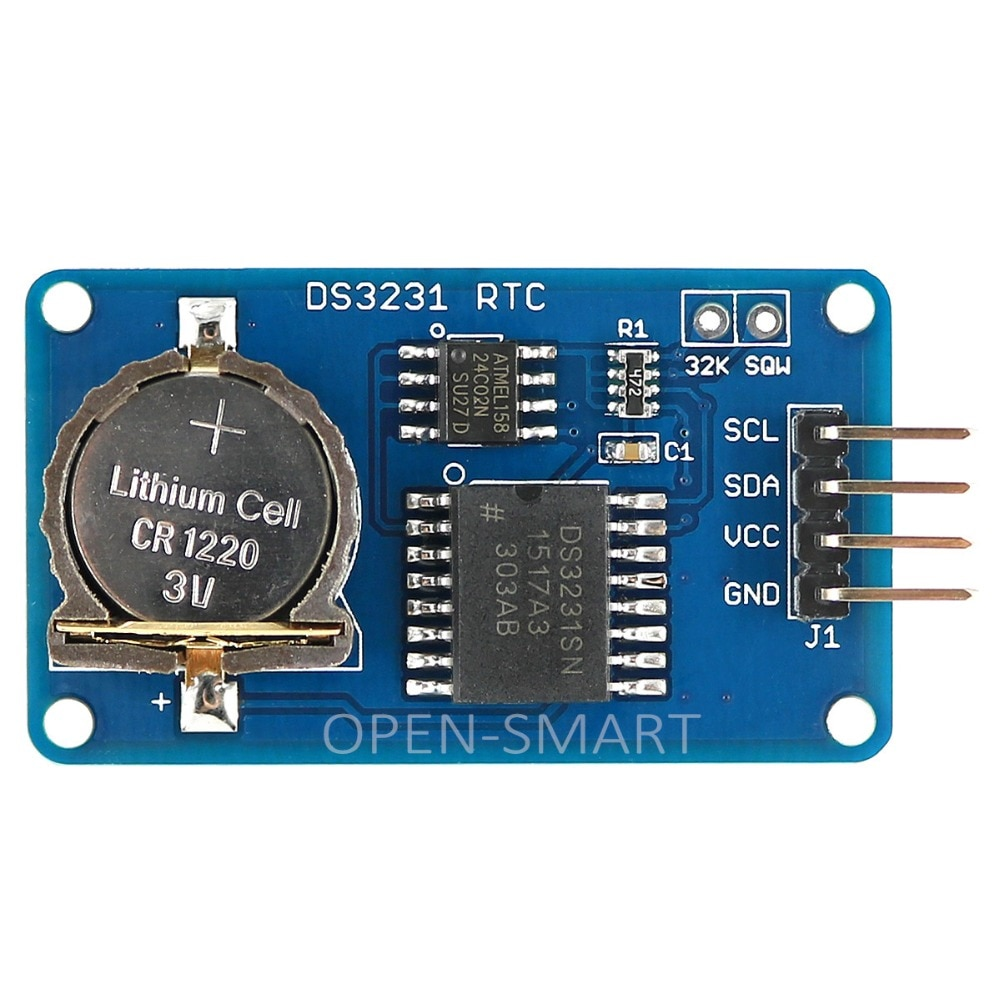 DS3231 RTC
R1
32K SQW
ATMEL158
24C02N
SU27 D
472
C1
SCL
SDA
VCC
GND
J1
+
Lithium Cell
CR 1220
3V
DS3231SN
1517A3
# 303AB
+
OPEN-SMART